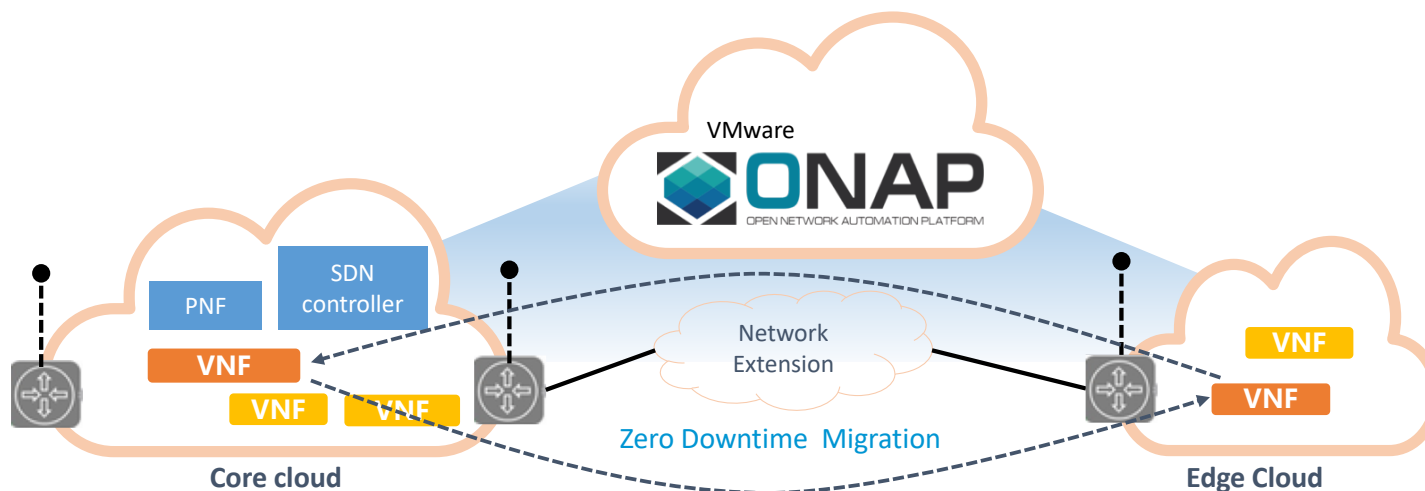 VMware
ONAP
OPEN NETWORK AUTOMATION PLATFORM
SDN
controller
PNF
VNF
VNF
VNF
Network
Extension
VNF
VNF
Zero Downtime Migration
Core cloud
Edge Cloud